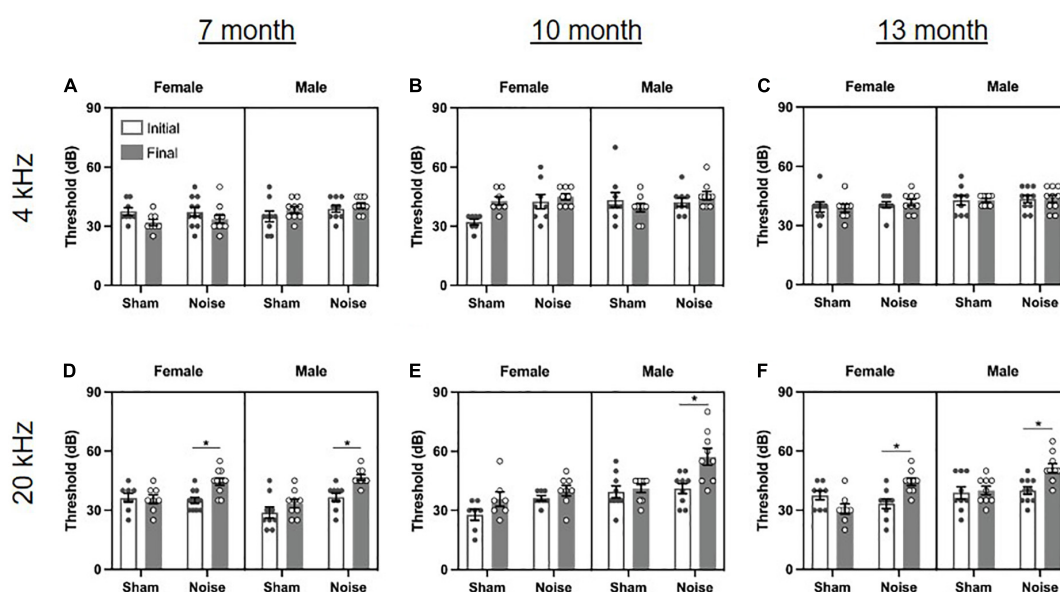 7 month 10 month 13 month
4 kHz
A Female Male
Threshold (dB)
90
60
30
0
Initial
Final
Sham Noise Sham Noise
B Female Male
Threshold (dB)
90
60
30
0
Sham Noise Sham Noise
C Female Male
Threshold (dB)
90
60
30
0
Sham Noise Sham Noise
20 kHz
D Female Male
Threshold (dB)
90
60
30
0
*
*
Sham Noise Sham Noise
E Female Male
Threshold (dB)
90
60
30
0
*
Sham Noise Sham Noise
F Female Male
Threshold (dB)
90
60
30
0
*
*
Sham Noise Sham Noise